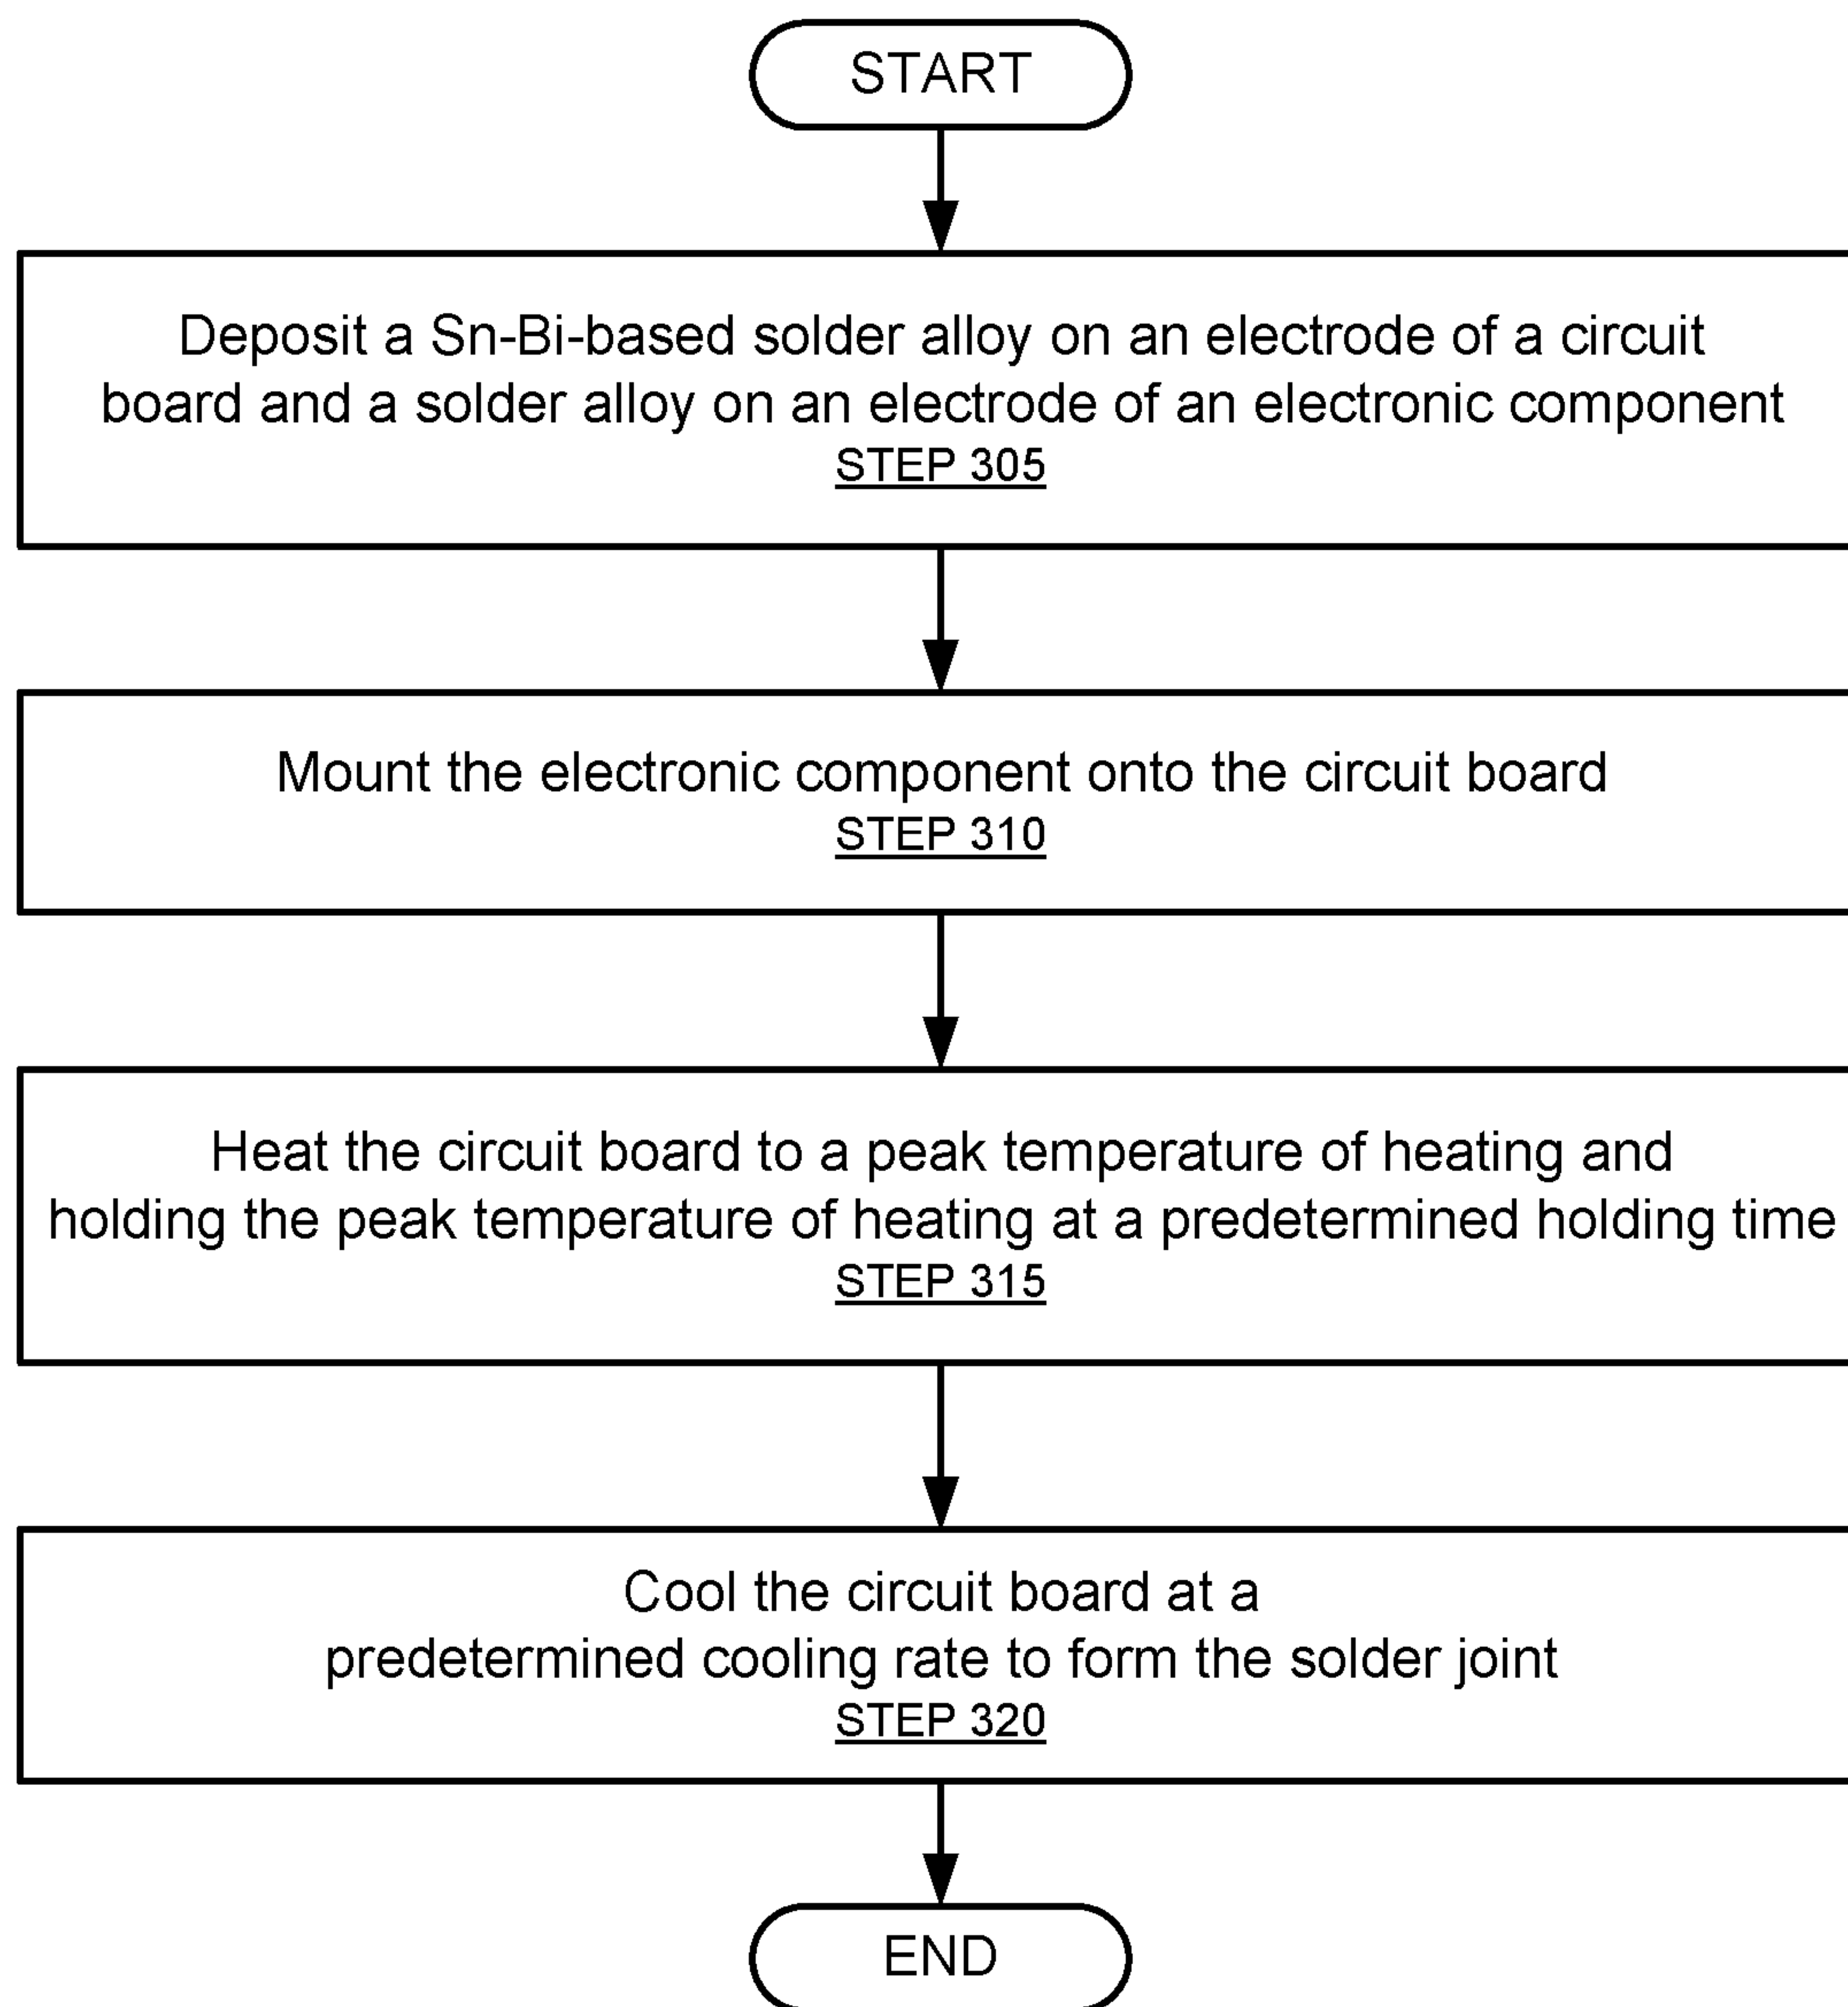 START
Deposit a Sn-Bi-based solder alloy on an electrode of a circuit
board and a solder alloy on an electrode of an electronic component
STEP 305
Mount the electronic component onto the circuit board
STEP 310
Heat the circuit board to a peak temperature of heating and
holding the peak temperature of heating at a predetermined holding time
STEP 315
Cool the circuit board at a
predetermined cooling rate to form the solder joint
STEP 320
END